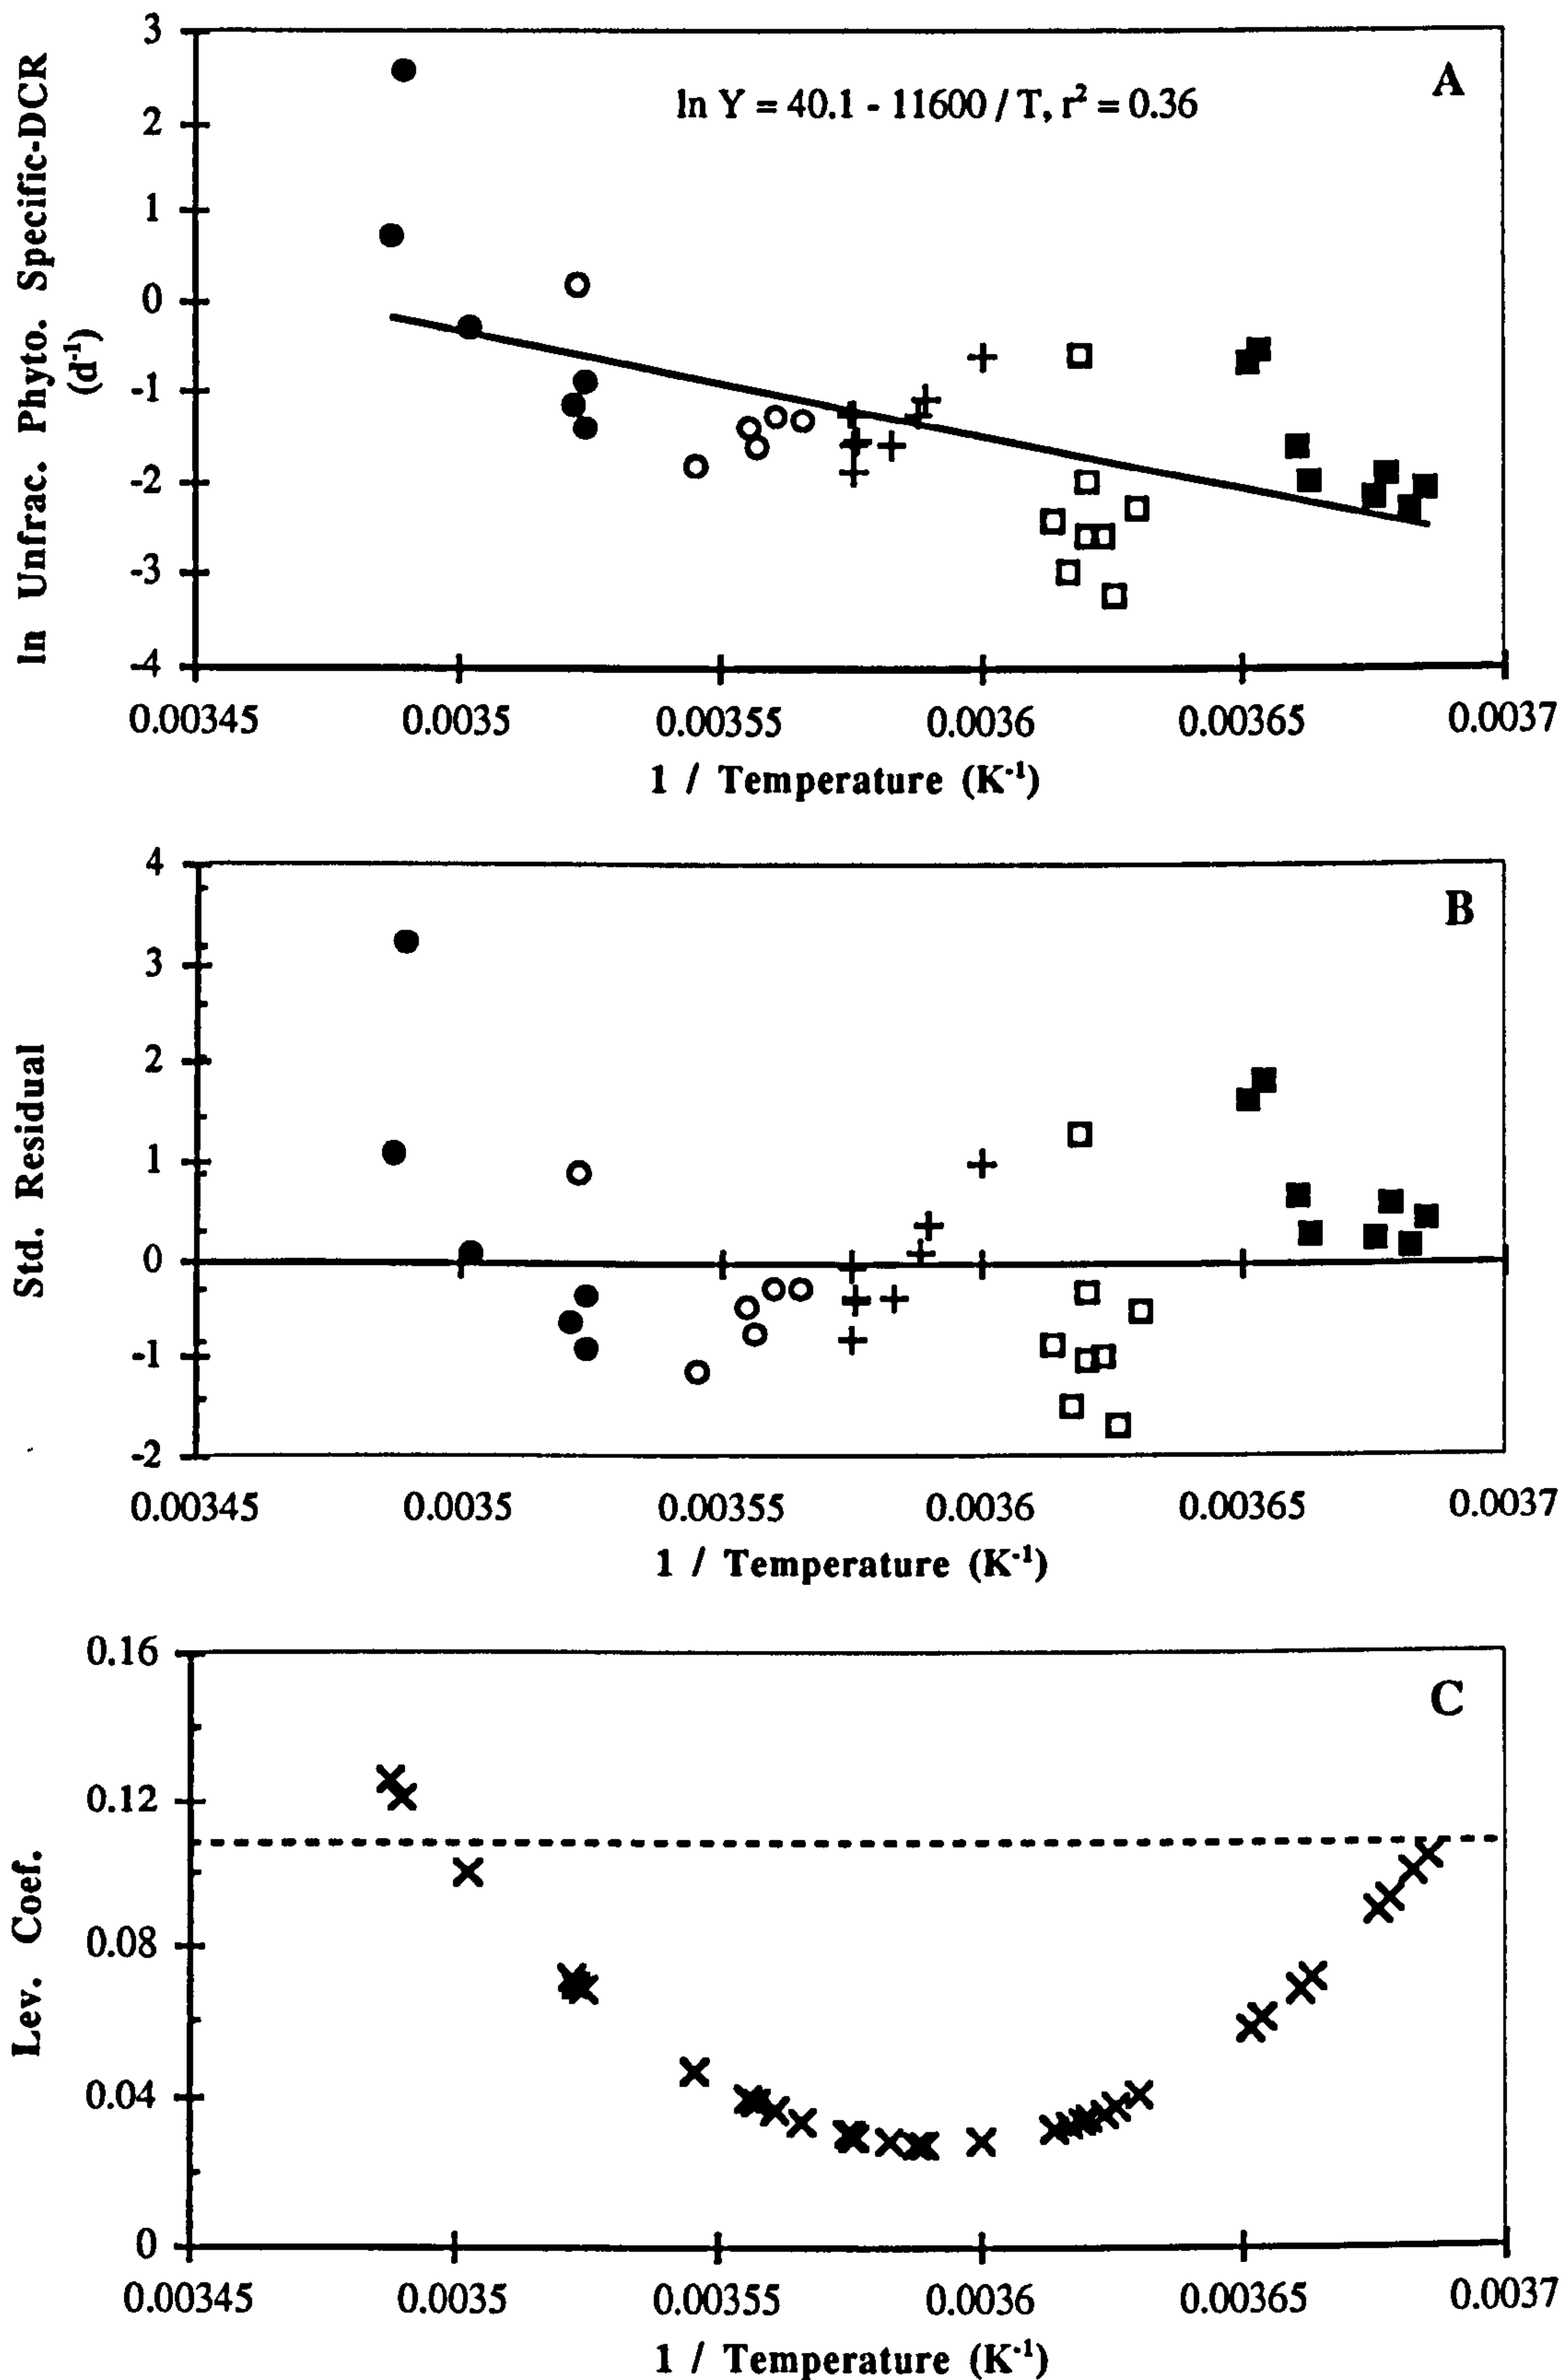 A
ln Y = 40.1 - 11600 / T, r² = 0.36
ln Unfrac. Phyto. Specific-DCR
(d⁻¹)
3
2
1
0
-1
-2
-3
-4
0.00345 0.0035 0.00355 0.0036 0.00365 0.0037
1 / Temperature (K⁻¹)
B
Std. Residual
4
3
2
1
0
-1
-2
0.00345 0.0035 0.00355 0.0036 0.00365 0.0037
1 / Temperature (K⁻¹)
C
Lev. Coef.
0.16
0.12
0.08
0.04
0
0.00345 0.0035 0.00355 0.0036 0.00365 0.0037
1 / Temperature (K⁻¹)